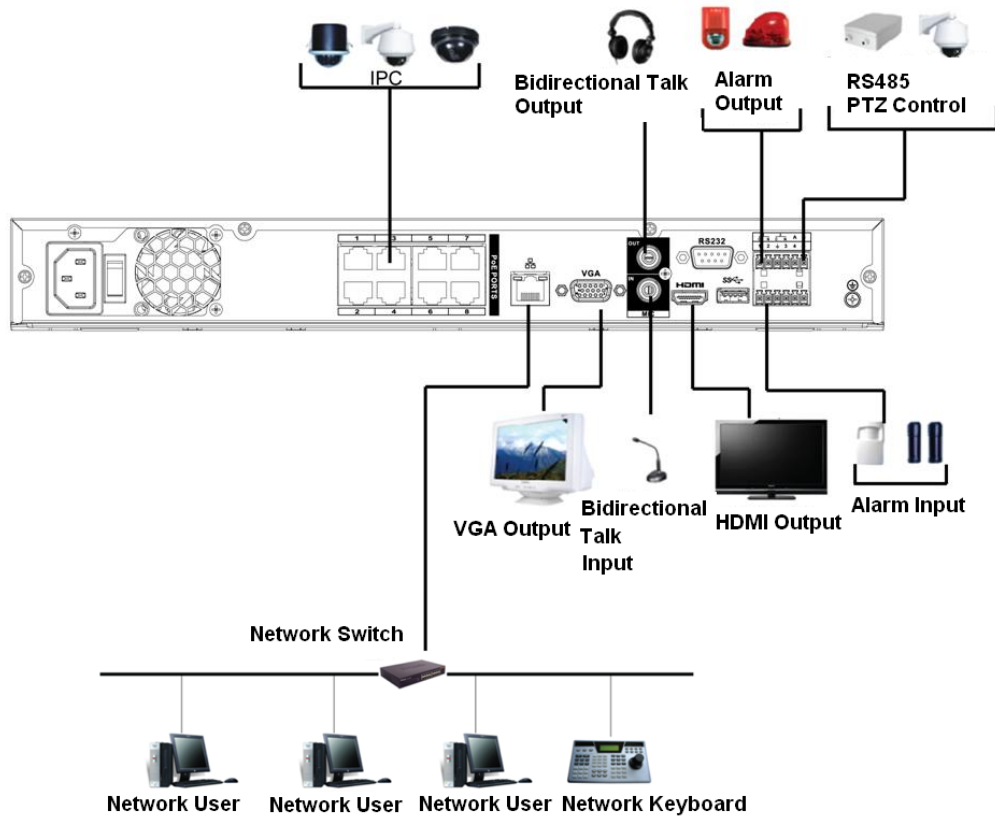 IPC
Bidirectional Talk
Output
Alarm
Output
RS485
PTZ Control
1 3 5 7
PoE PORTS
2 4 6 8
VGA
OUT
IN
MIC
RS232
HDMI
SS
A
VGA Output
Bidirectional
Talk
Input
HDMI Output
Alarm Input
Network Switch
Network User
Network User
Network User
Network Keyboard